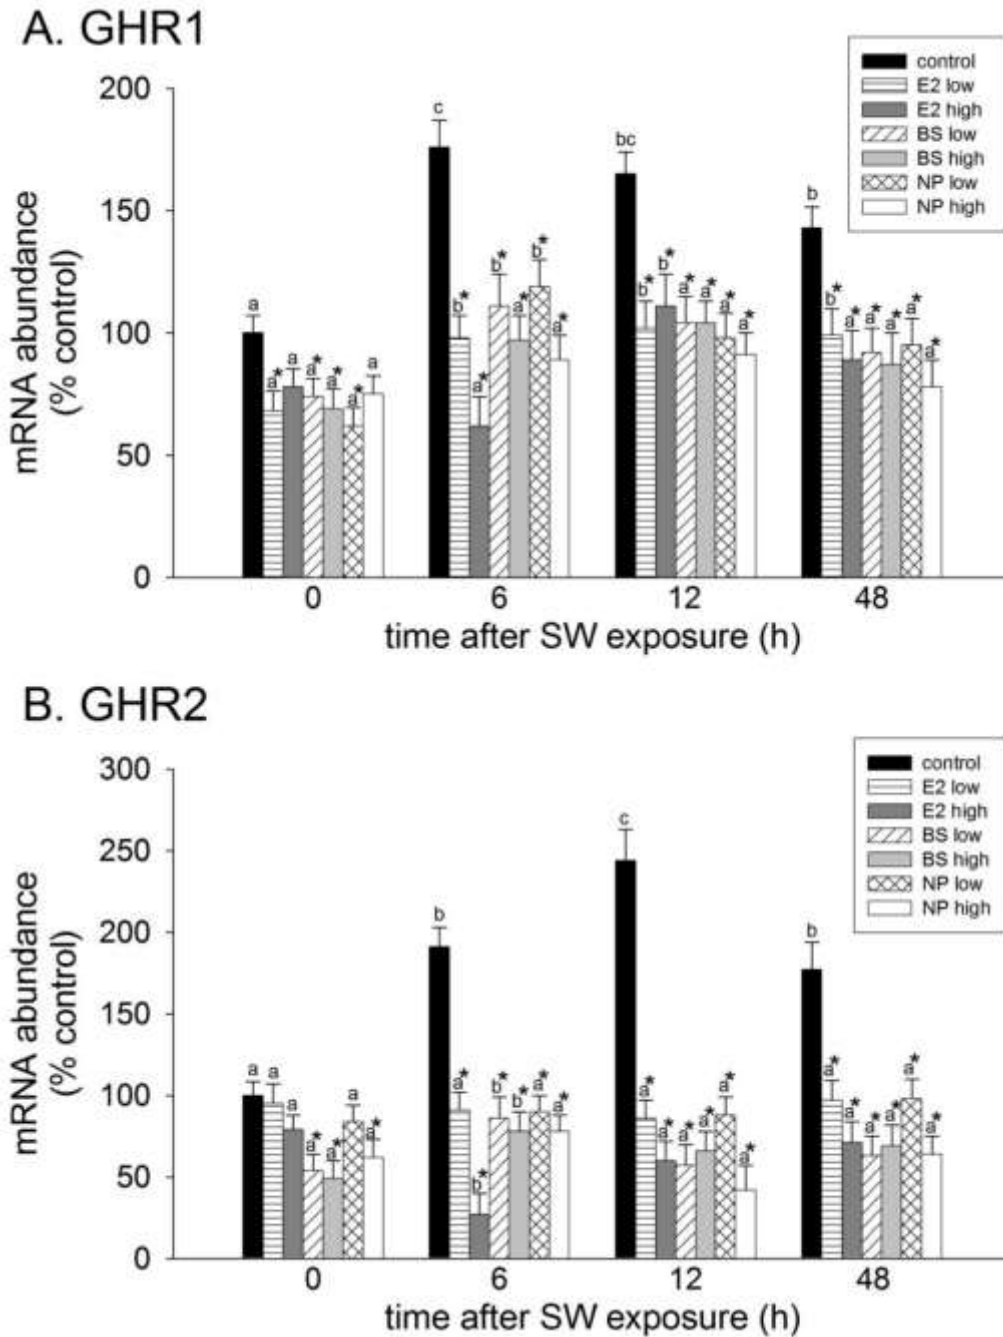 A. GHR1
control
E2 low
E2 high
BS low
BS high
NP low
NP high
mRNA abundance
(% control)
200
150
100
50
0
a
a*
a
a*
a*
a*
a
c
b*
a*
b*
a*
b*
a*
bc
b*
b*
a*
a*
a*
a*
b
b*
a*
a*
a*
a*
a*
0 6 12 48
time after SW exposure (h)
B. GHR2
control
E2 low
E2 high
BS low
BS high
NP low
NP high
mRNA abundance
(% control)
300
250
200
150
100
50
0
a
a
a
a*
a*
a
a*
b
a*
b*
b*
b*
a*
a*
c
a*
a*
a*
a*
a*
a*
b
a*
a*
a*
a*
a*
a*
0 6 12 48
time after SW exposure (h)